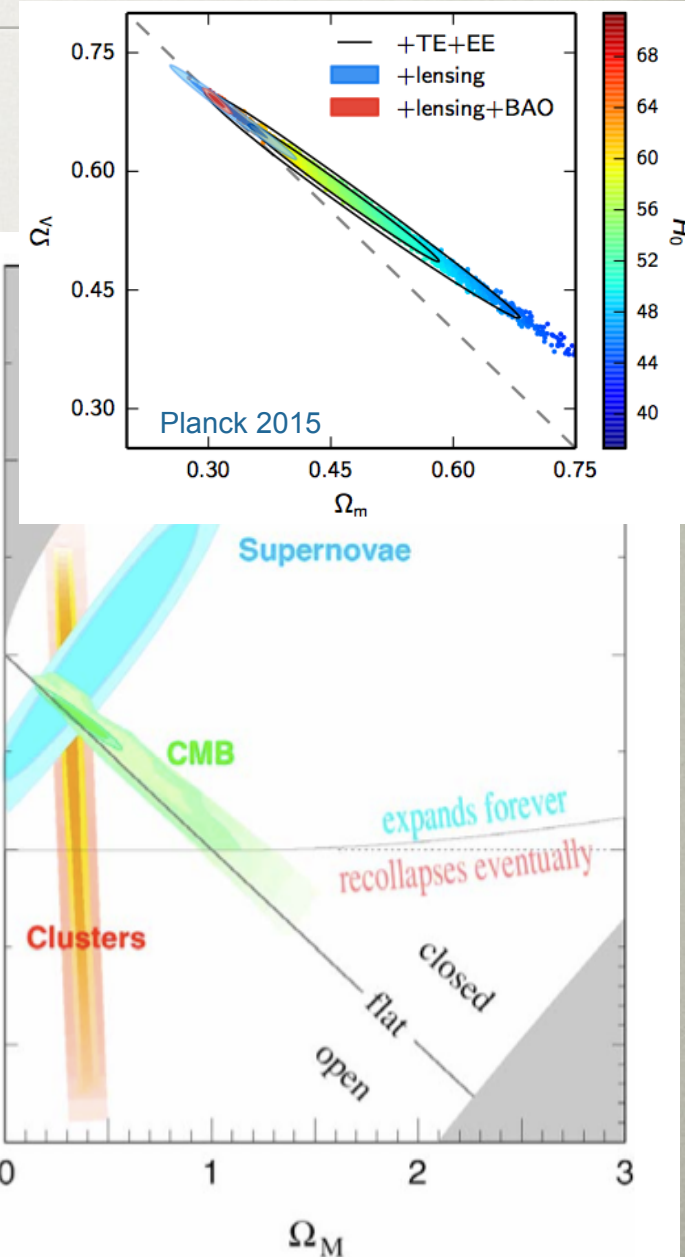 0.75
0.60
0.45
0.30
Ω_Λ
+TE+EE
+lensing
+lensing+BAO
Planck 2015
0.30 0.45 0.60 0.75
Ω_m
68
64
60
56
52
48
44
40
H_0
Supernovae
CMB
expands forever
recollapses eventually
Clusters
closed
flat
open
0 1 2 3
Ω_M